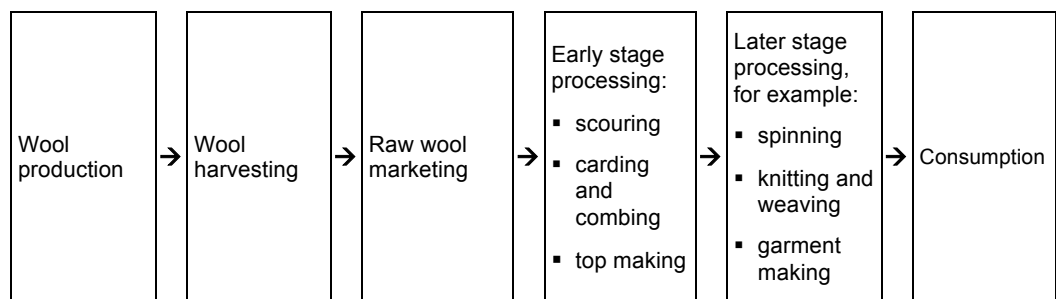 Wool
production
→
Wool
harvesting
→
Raw wool
marketing
→
Early stage
processing:
▪ scouring
▪ carding
and
combing
▪ top making
→
Later stage
processing,
for example:
▪ spinning
▪ knitting and
weaving
▪ garment
making
→
Consumption